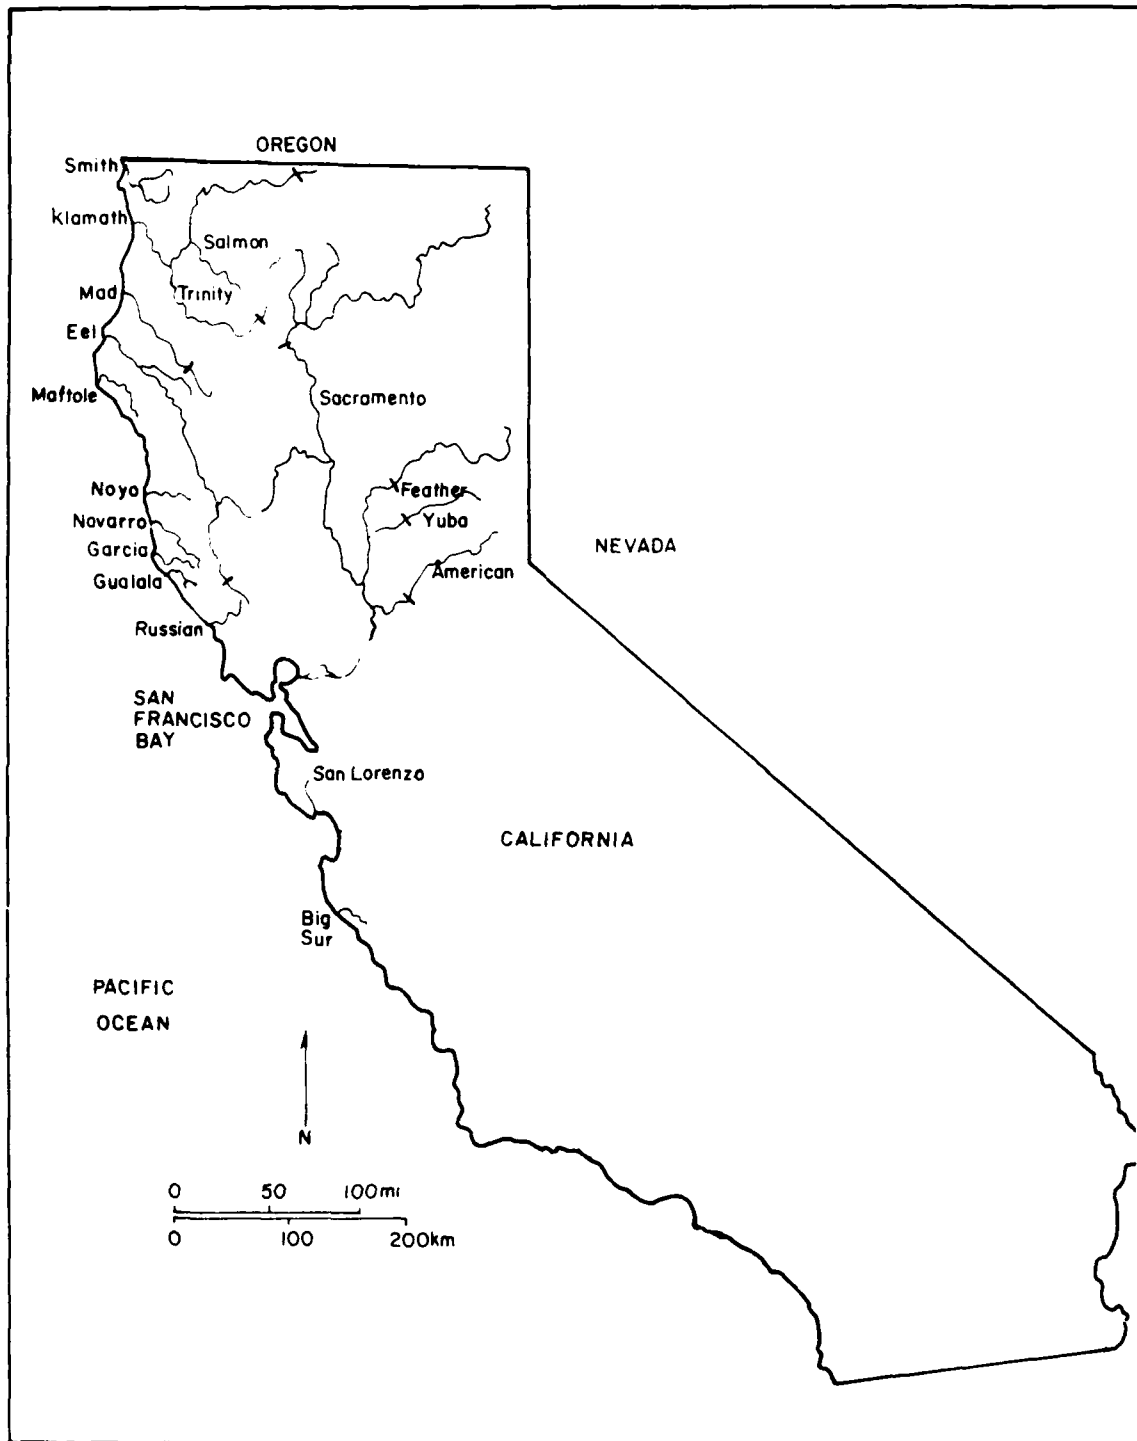 OREGON
Smith
Klamath
Salmon
Mad
Trinity
Eel
Maftole
Sacramento
Noyo
Feather
Novarro
Yuba
Garcia
NEVADA
Gualala
American
Russian
SAN
FRANCISCO
BAY
San Lorenzo
CALIFORNIA
Big
Sur
PACIFIC
OCEAN
N
0 50 100mi
0 100 200km